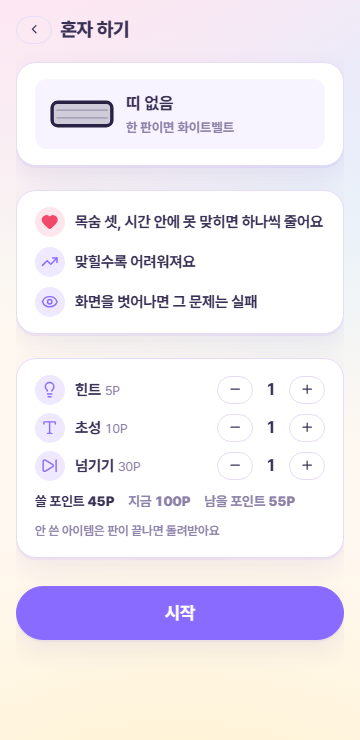 혼자 하기
띠 없음
한 판이면 화이트벨트
목숨 셋, 시간 안에 못 맞히면 하나씩 줄어요
맞힐수록 어려워져요
화면을 벗어나면 그 문제는 실패
힌트 5P − 1 +
초성 10P − 1 +
넘기기 30P − 1 +
쓸 포인트 45P 지금 100P 남을 포인트 55P
안 쓴 아이템은 판이 끝나면 돌려받아요
시작